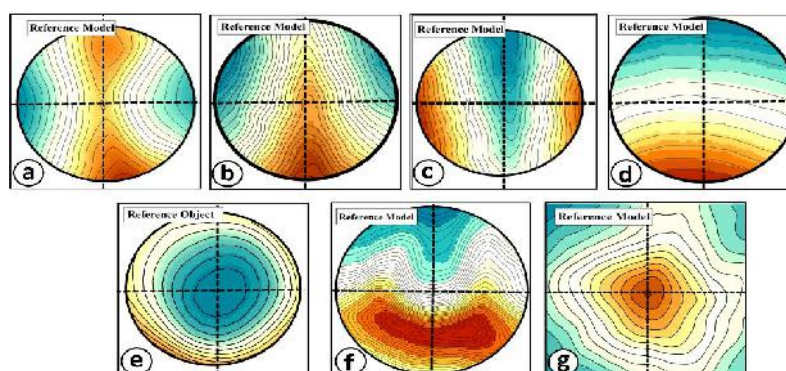 Reference Model
Reference Model
Reference Model
Reference Model
a
b
c
d
Reference Object
Reference Model
Reference Model
e
f
g